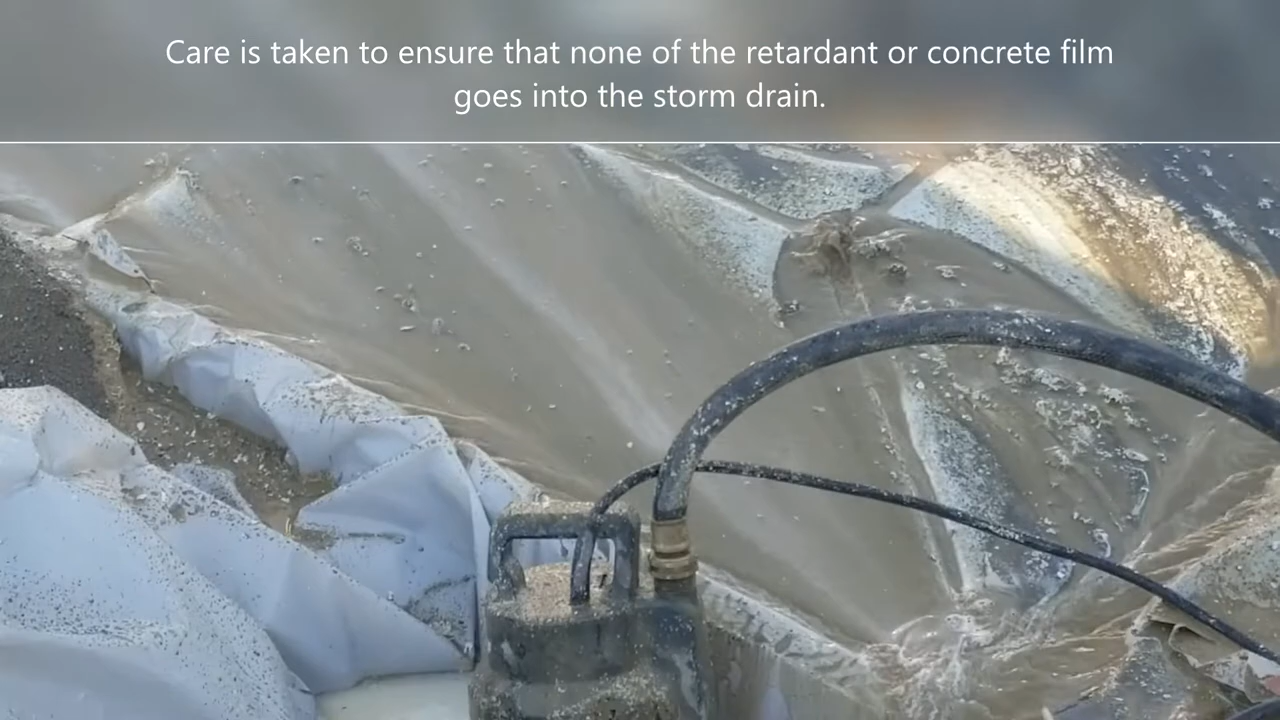 Care is taken to ensure that none of the retardant or concrete film
goes into the storm drain.